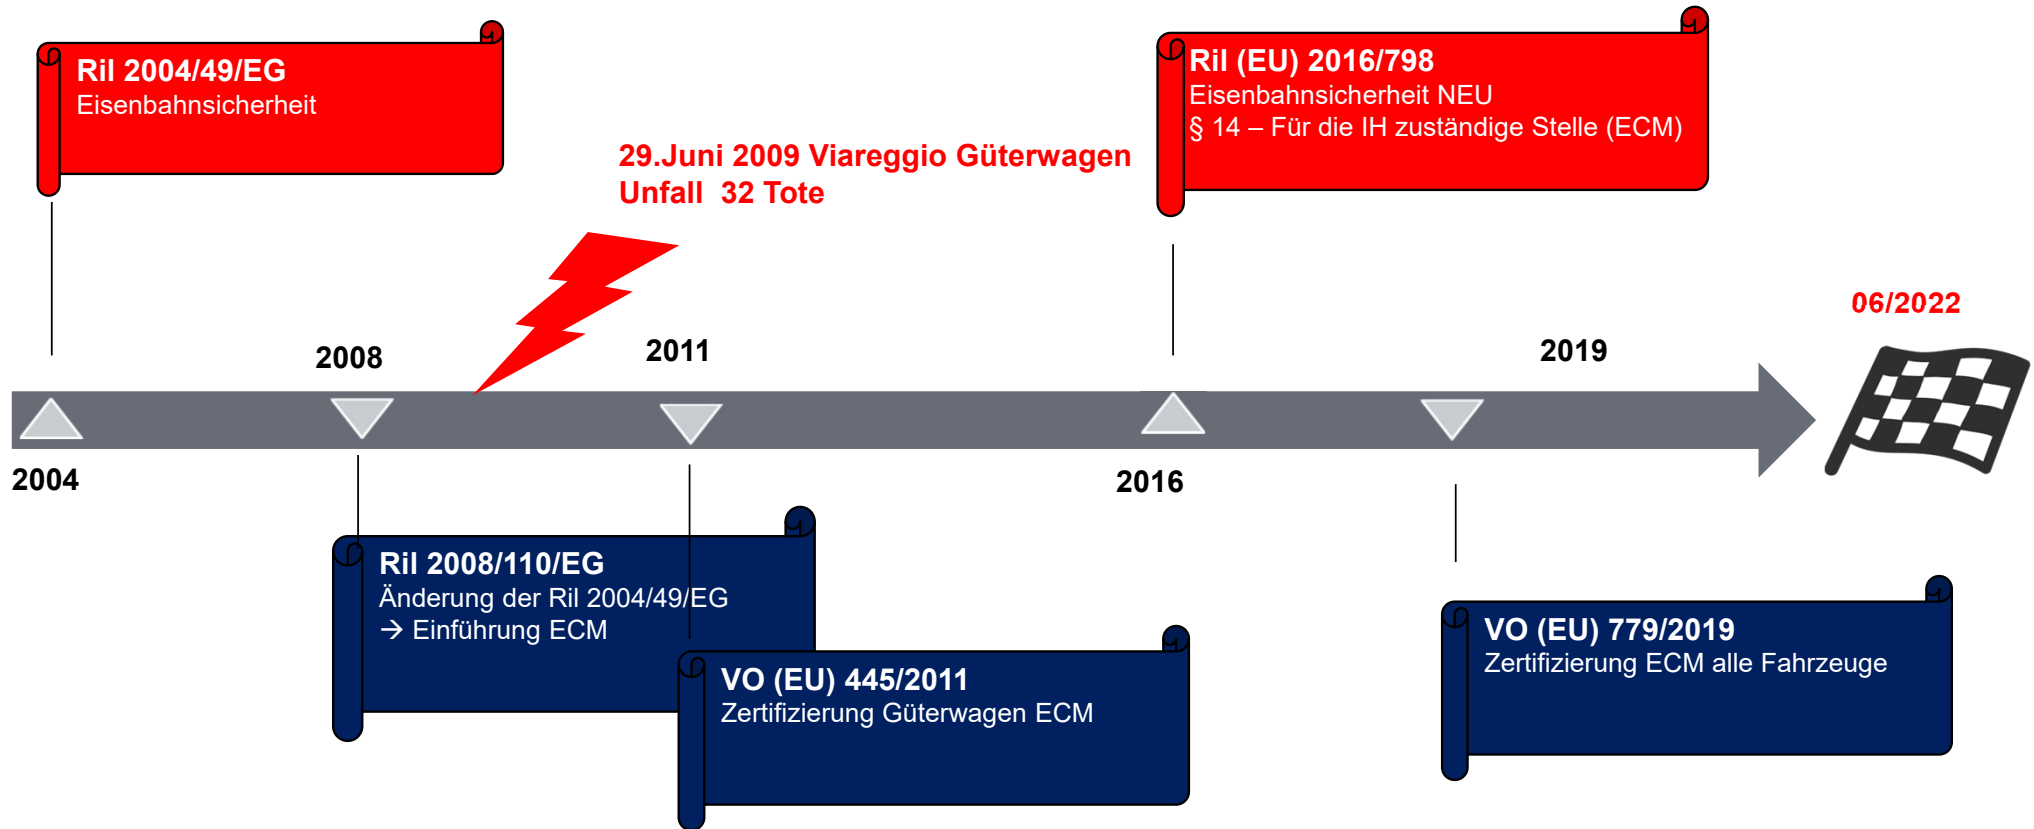 Ril 2004/49/EG
Eisenbahnsicherheit
Ril (EU) 2016/798
Eisenbahnsicherheit NEU
§ 14 – Für die IH zuständige Stelle (ECM)
29.Juni 2009 Viareggio Güterwagen
Unfall  32 Tote
06/2022
2008
2011
2019
2004
2016
Ril 2008/110/EG
Änderung der Ril 2004/49/EG
→ Einführung ECM
VO (EU) 445/2011
Zertifizierung Güterwagen ECM
VO (EU) 779/2019
Zertifizierung ECM alle Fahrzeuge